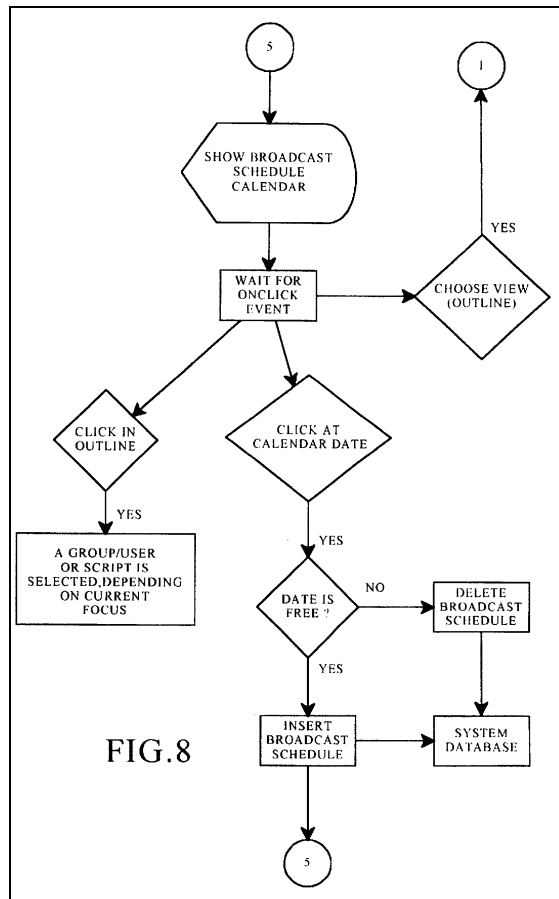 5
1
SHOW BROADCAST
SCHEDULE
CALENDAR
YES
WAIT FOR
ONCLICK
EVENT
CHOOSE VIEW
(OUTLINE)
CLICK IN
OUTLINE
CLICK AT
CALENDAR DATE
YES
YES
A GROUP/USER
OR SCRIPT IS
SELECTED,DEPENDING
ON CURRENT
FOCUS
DATE IS
FREE ?
NO
DELETE
BROADCAST
SCHEDULE
YES
INSERT
BROADCAST
SCHEDULE
SYSTEM
DATABASE
FIG.8
5